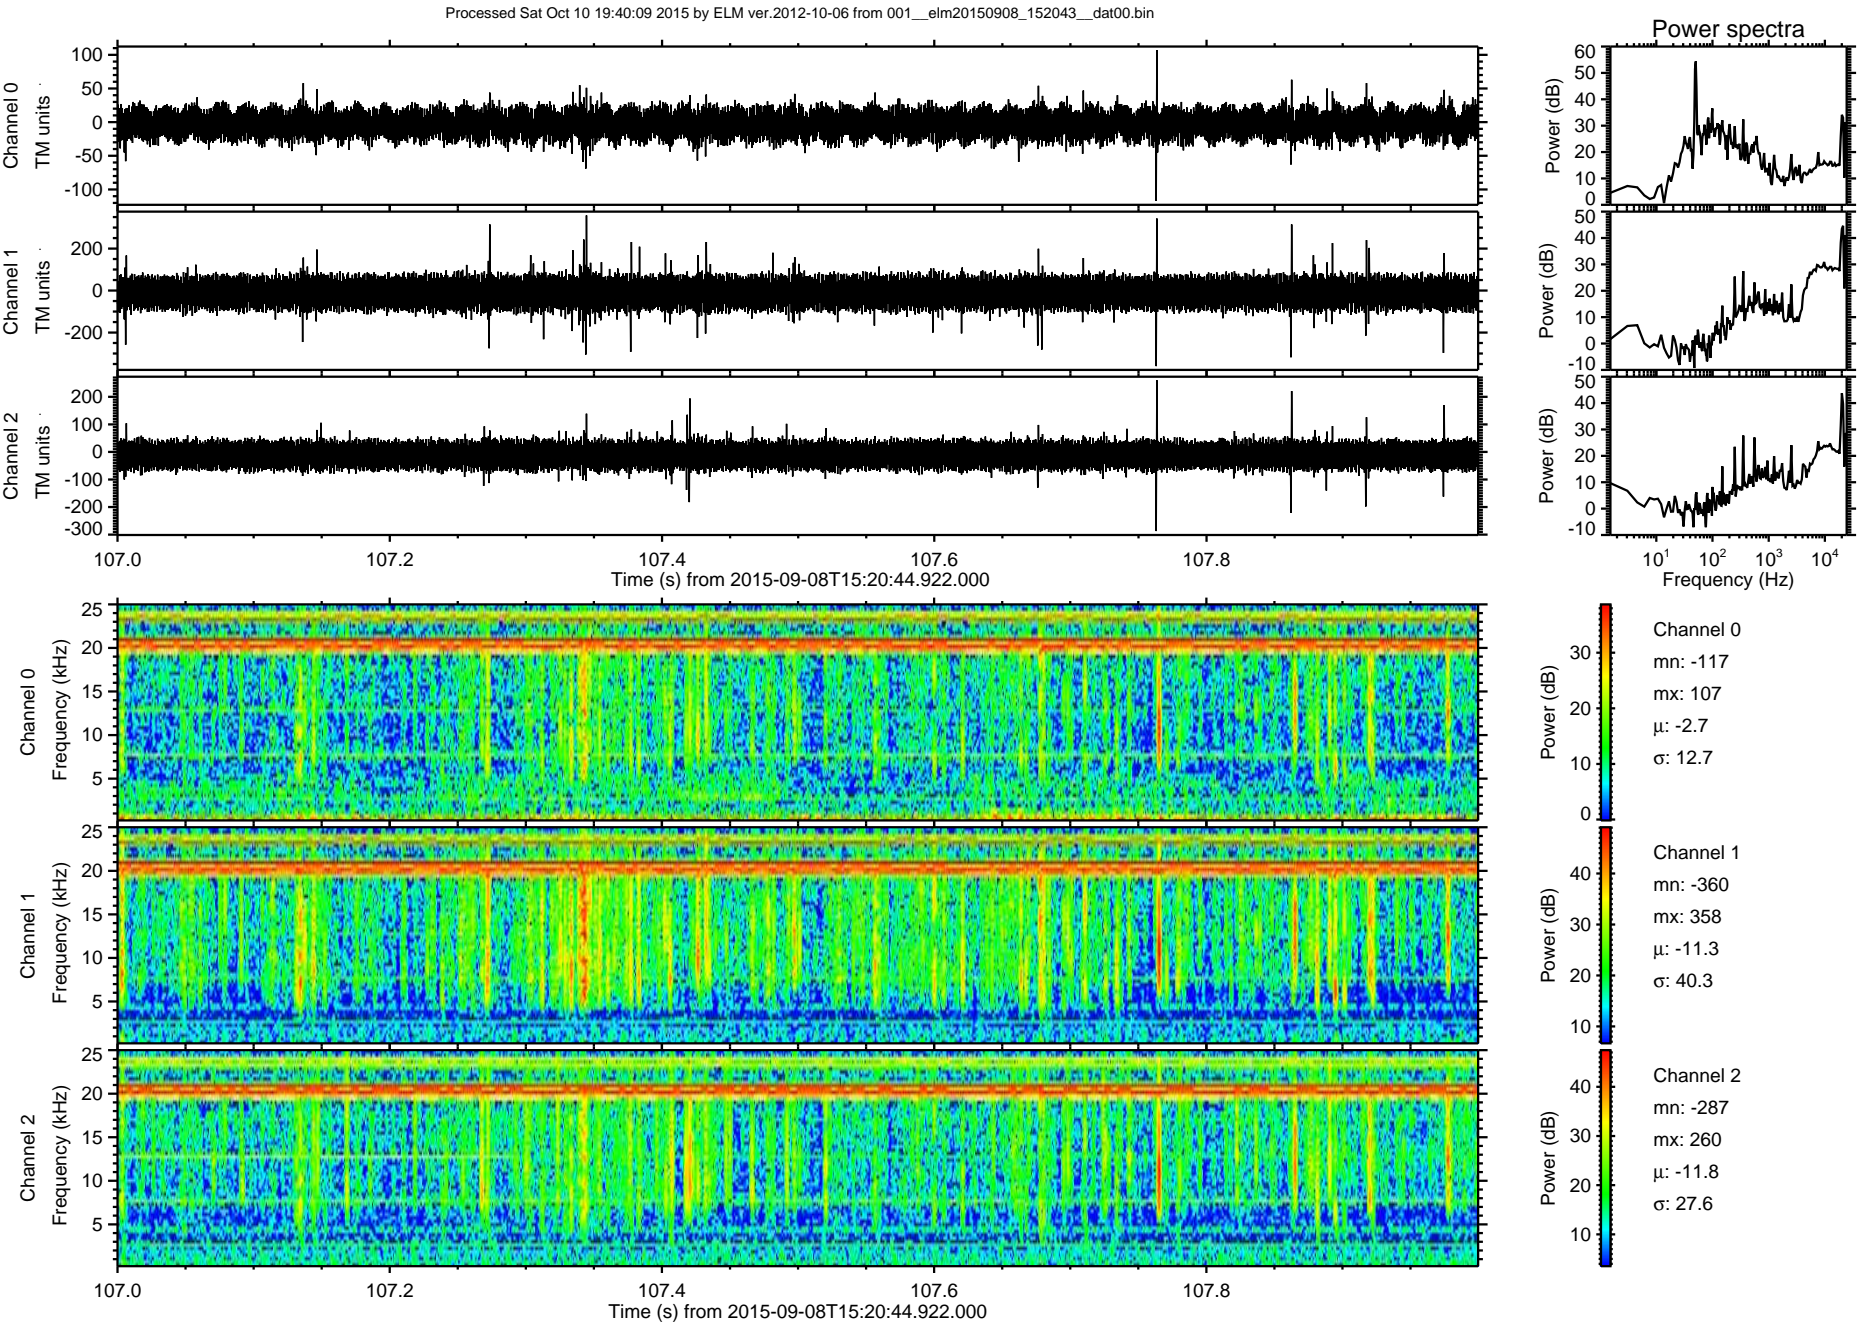 Processed Sat Oct 10 19:40:09 2015 by ELM ver.2012-10-06 from 001__elm20150908_152043__dat00.bin
Power spectra
Channel 0
TM units
100
50
0
-50
-100
Power (dB)
60
50
40
30
20
10
0
Channel 1
TM units
200
0
-200
Power (dB)
50
40
30
20
10
0
-10
Channel 2
TM units
200
100
0
-100
-200
-300
Power (dB)
50
40
30
20
10
0
-10
107.0 107.2 107.4 107.6 107.8
Time (s) from 2015-09-08T15:20:44.922.000
10¹ 10² 10³ 10⁴
Frequency (Hz)
Channel 0
Frequency (kHz)
25
20
15
10
5
Power (dB)
30
20
10
0
Channel 0
mn: -117
mx: 107
μ: -2.7
σ: 12.7
Channel 1
Frequency (kHz)
25
20
15
10
5
Power (dB)
40
30
20
10
Channel 1
mn: -360
mx: 358
μ: -11.3
σ: 40.3
Channel 2
Frequency (kHz)
25
20
15
10
5
Power (dB)
40
30
20
10
Channel 2
mn: -287
mx: 260
μ: -11.8
σ: 27.6
107.0 107.2 107.4 107.6 107.8
Time (s) from 2015-09-08T15:20:44.922.000